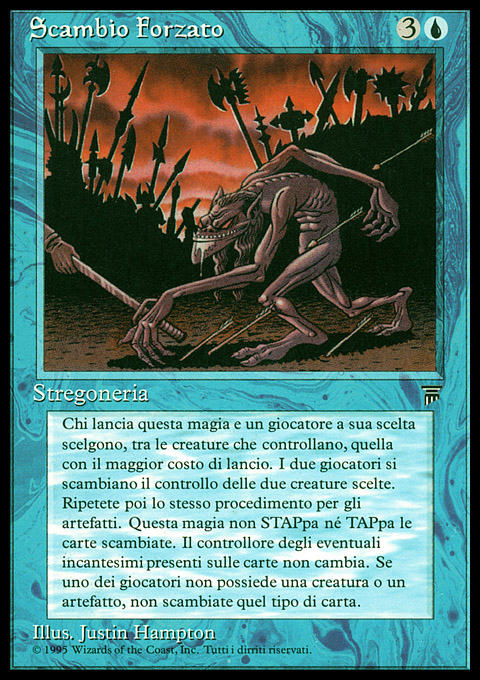 Scambio Forzato 3
Stregoneria
Chi lancia questa magia e un giocatore a sua scelta
scelgono, tra le creature che controllano, quella
con il maggior costo di lancio. I due giocatori si
scambiano il controllo delle due creature scelte.
Ripetete poi lo stesso procedimento per gli
artefatti. Questa magia non STAPpa né TAPpa le
carte scambiate. Il controllore degli eventuali
incantesimi presenti sulle carte non cambia. Se
uno dei giocatori non possiede una creatura o un
artefatto, non scambiate quel tipo di carta.
Illus. Justin Hampton
© 1995 Wizards of the Coast, Inc. Tutti i dirriti riservati.